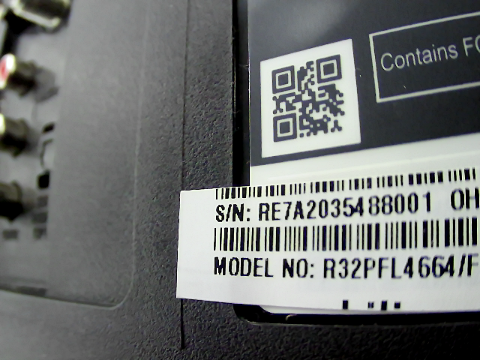 Contains FC
S/N: RE7A2035488001 OH
MODEL NO: R32PFL4664/F